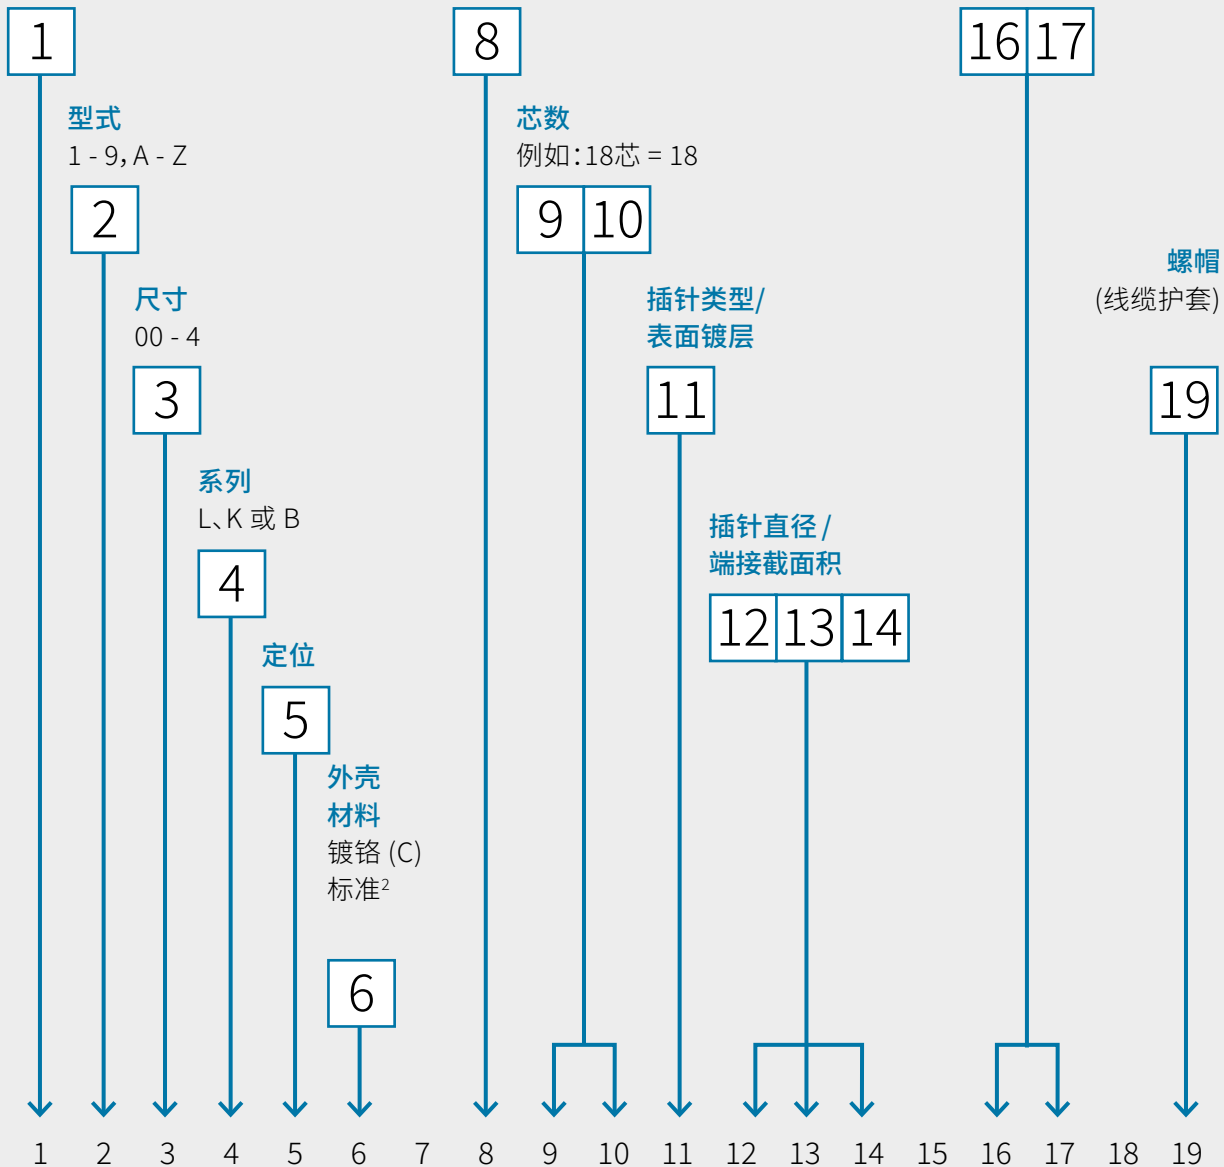 1
8
16 17
型式
1 - 9, A - Z
2
芯数
例如:18芯 = 18
9 10
尺寸
00 - 4
3
插针类型/
表面镀层
11
螺帽
(线缆护套)
19
系列
L、K 或 B
4
插针直径 /
端接截面积
12 13 14
定位
5
外壳
材料
镀铬 (C)
标准²
6
1 2 3 4 5 6 7 8 9 10 11 12 13 14 15 16 17 18 19